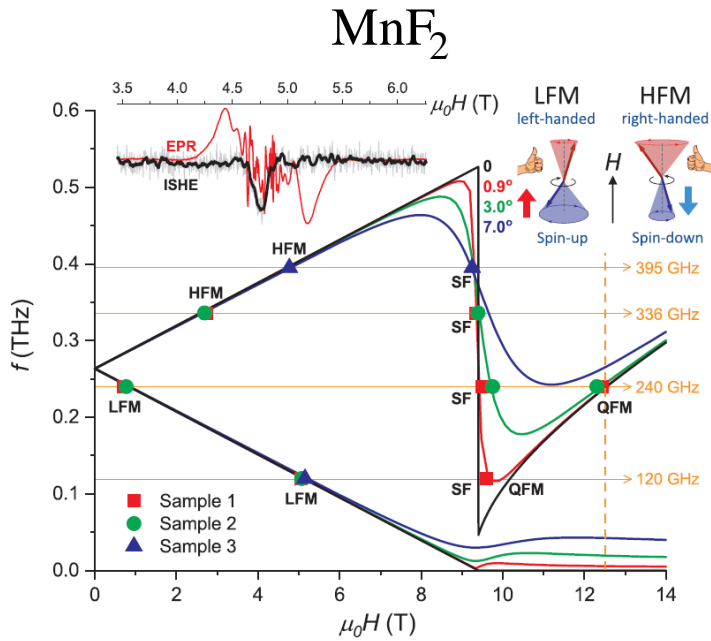 MnF2
3.5 4.0 4.5 5.0 5.5 6.0
μ0H (T)
EPR
ISHE
LFM HFM
left-handed right-handed
H
Spin-up Spin-down
0
0.9º
3.0º
7.0º
0.6
0.5
0.4
0.3
0.2
0.1
0.0
f (THz)
HFM
HFM
LFM
LFM
SF
SF
SF
SF
QFM
QFM
> 395 GHz
> 336 GHz
> 240 GHz
> 120 GHz
Sample 1
Sample 2
Sample 3
0 2 4 6 8 10 12 14
μ0H (T)